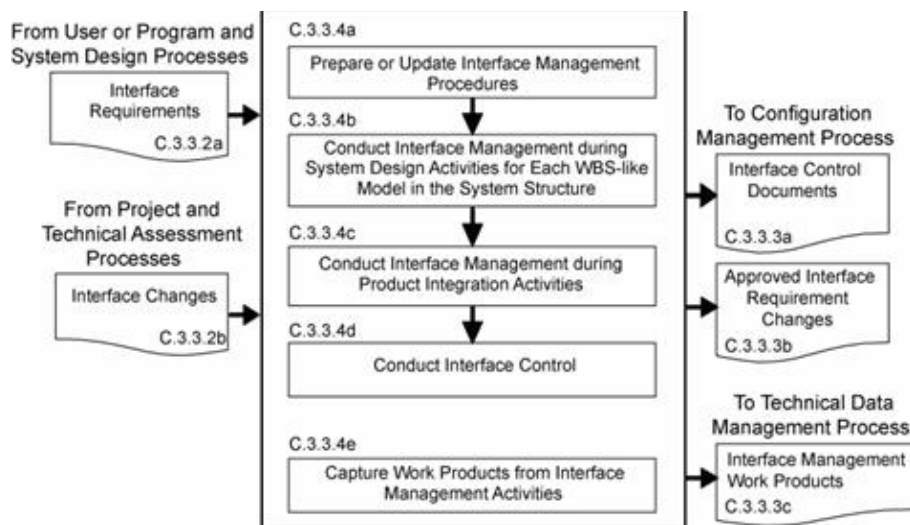 From User or Program and
System Design Processes
Interface
Requirements
C.3.3.2a
From Project and
Technical Assessment
Processes
Interface Changes
C.3.3.2b
C.3.3.4a
Prepare or Update Interface Management
Procedures
C.3.3.4b
Conduct Interface Management during
System Design Activities for Each WBS-like
Model in the System Structure
C.3.3.4c
Conduct Interface Management during
Product Integration Activities
C.3.3.4d
Conduct Interface Control
C.3.3.4e
Capture Work Products from Interface
Management Activities
To Configuration
Management Process
Interface Control
Documents
C.3.3.3a
Approved Interface
Requirement
Changes
C.3.3.3b
To Technical Data
Management Process
Interface Management
Work Products
C.3.3.3c